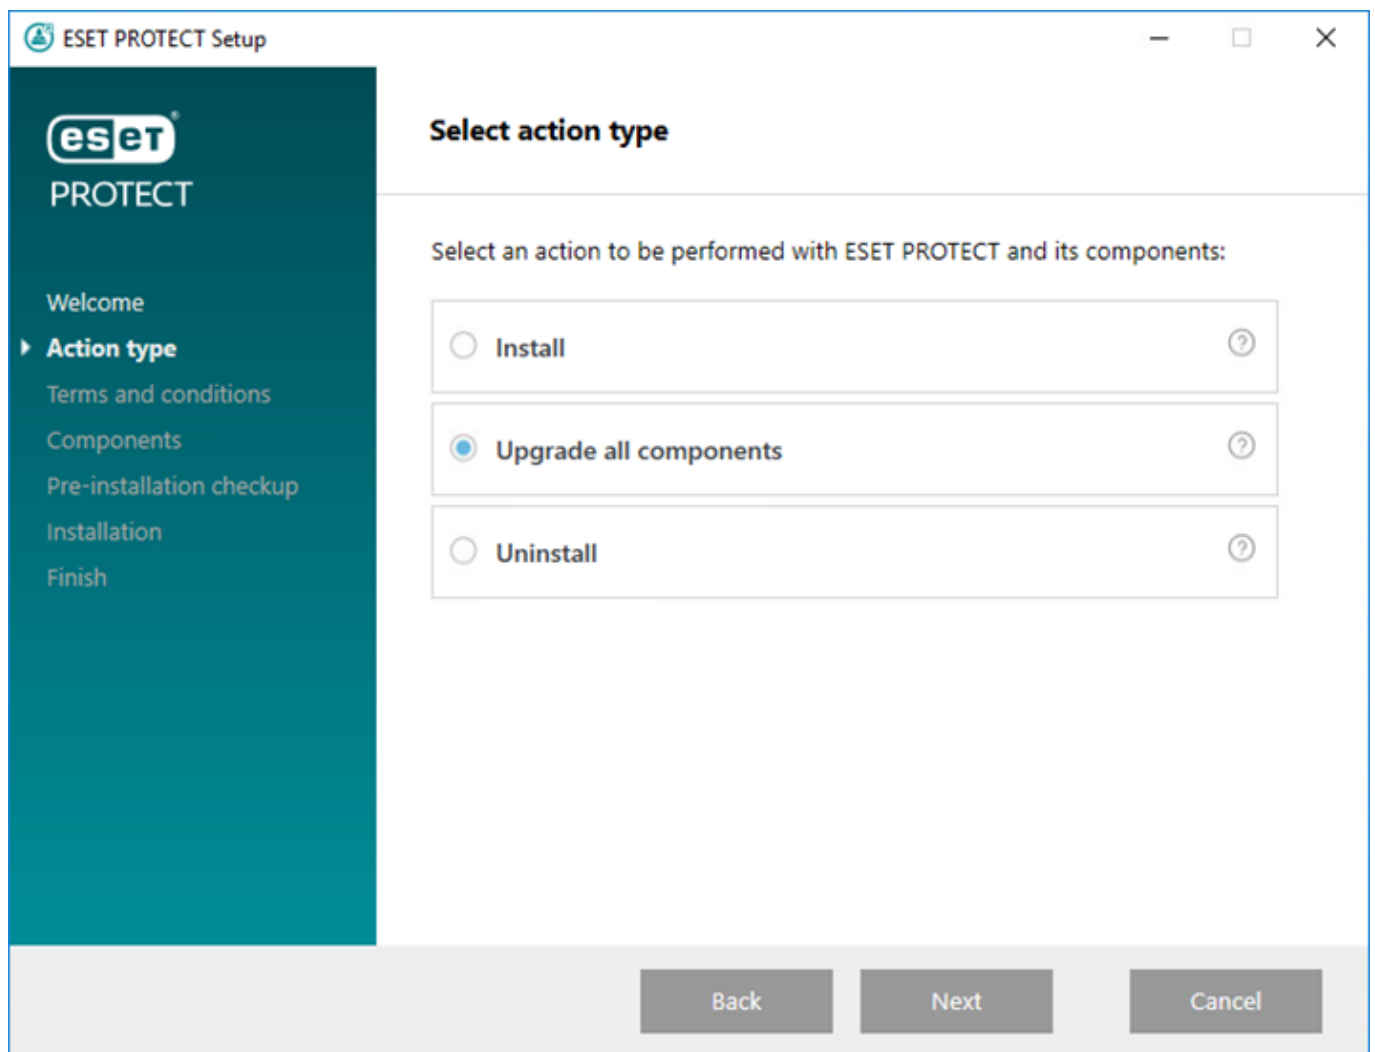 ESET PROTECT Setup
eset®
PROTECT
Welcome
Action type
Terms and conditions
Components
Pre-installation checkup
Installation
Finish
Select action type
Select an action to be performed with ESET PROTECT and its components:
Install
Upgrade all components
Uninstall
Back Next Cancel